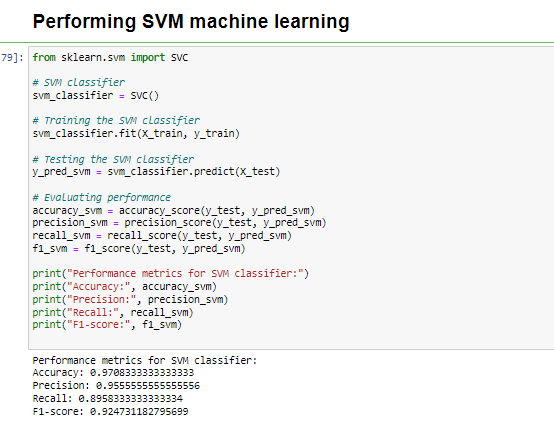 Performing SVM machine learning
79]: from sklearn.svm import SVC
# SVM classifier
svm_classifier = SVC()
# Training the SVM classifier
svm_classifier.fit(X_train, y_train)
# Testing the SVM classifier
y_pred_svm = svm_classifier.predict(X_test)
# Evaluating performance
accuracy_svm = accuracy_score(y_test, y_pred_svm)
precision_svm = precision_score(y_test, y_pred_svm)
recall_svm = recall_score(y_test, y_pred_svm)
f1_svm = f1_score(y_test, y_pred_svm)
print("Performance metrics for SVM classifier:")
print("Accuracy:", accuracy_svm)
print("Precision:", precision_svm)
print("Recall:", recall_svm)
print("F1-score:", f1_svm)
Performance metrics for SVM classifier:
Accuracy: 0.9708333333333333
Precision: 0.9555555555555556
Recall: 0.8958333333333334
F1-score: 0.924731182795699